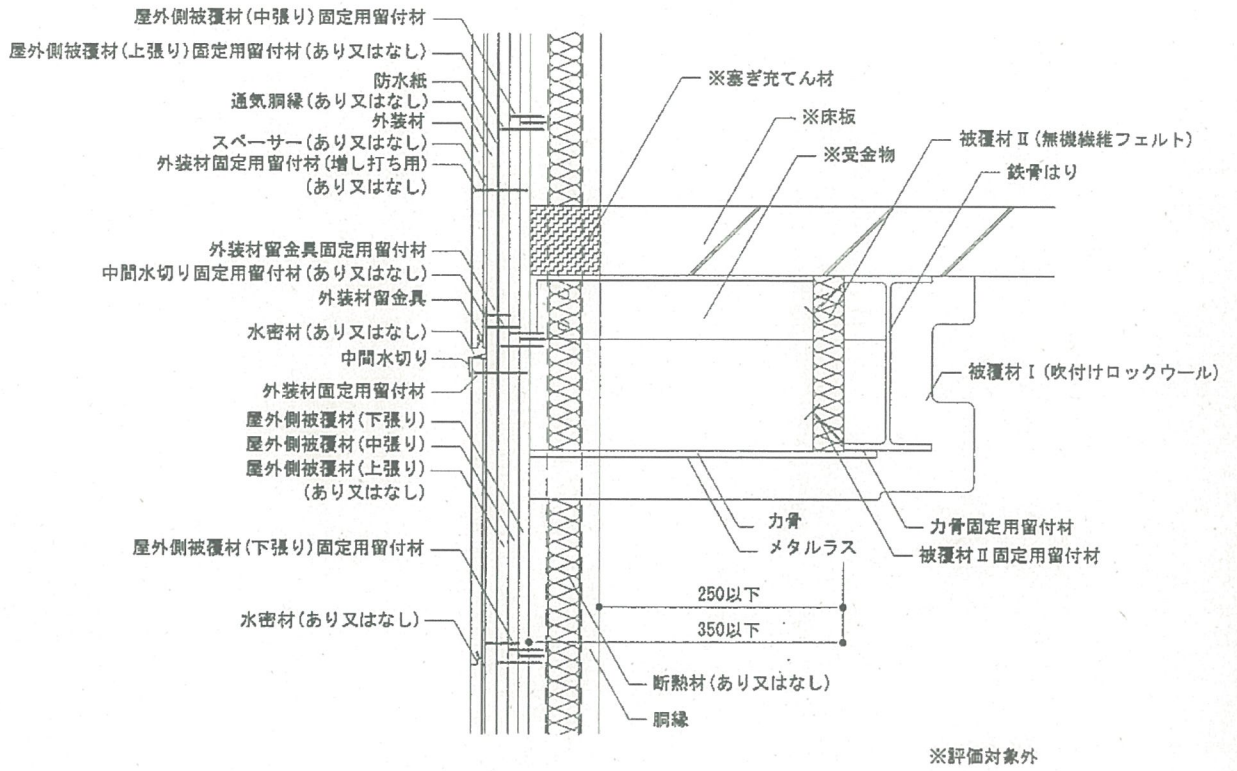 屋外側被覆材(中張り)固定用留付材
屋外側被覆材(上張り)固定用留付材(あり又はなし)
防水紙
通気胴縁(あり又はなし)
外装材
スペーサー(あり又はなし)
外装材固定用留付材(増し打ち用)
(あり又はなし)
外装材留金具固定用留付材
中間水切り固定用留付材(あり又はなし)
外装材留金具
水密材(あり又はなし)
中間水切り
外装材固定用留付材
屋外側被覆材(下張り)
屋外側被覆材(中張り)
屋外側被覆材(上張り)
(あり又はなし)
屋外側被覆材(下張り)固定用留付材
水密材(あり又はなし)
※塞ぎ充てん材
※床板
※受金物
被覆材Ⅱ(無機繊維フェルト)
鉄骨はり
被覆材Ⅰ(吹付けロックウール)
力骨
メタルラス
力骨固定用留付材
被覆材Ⅱ固定用留付材
250以下
350以下
断熱材(あり又はなし)
胴縁
※評価対象外